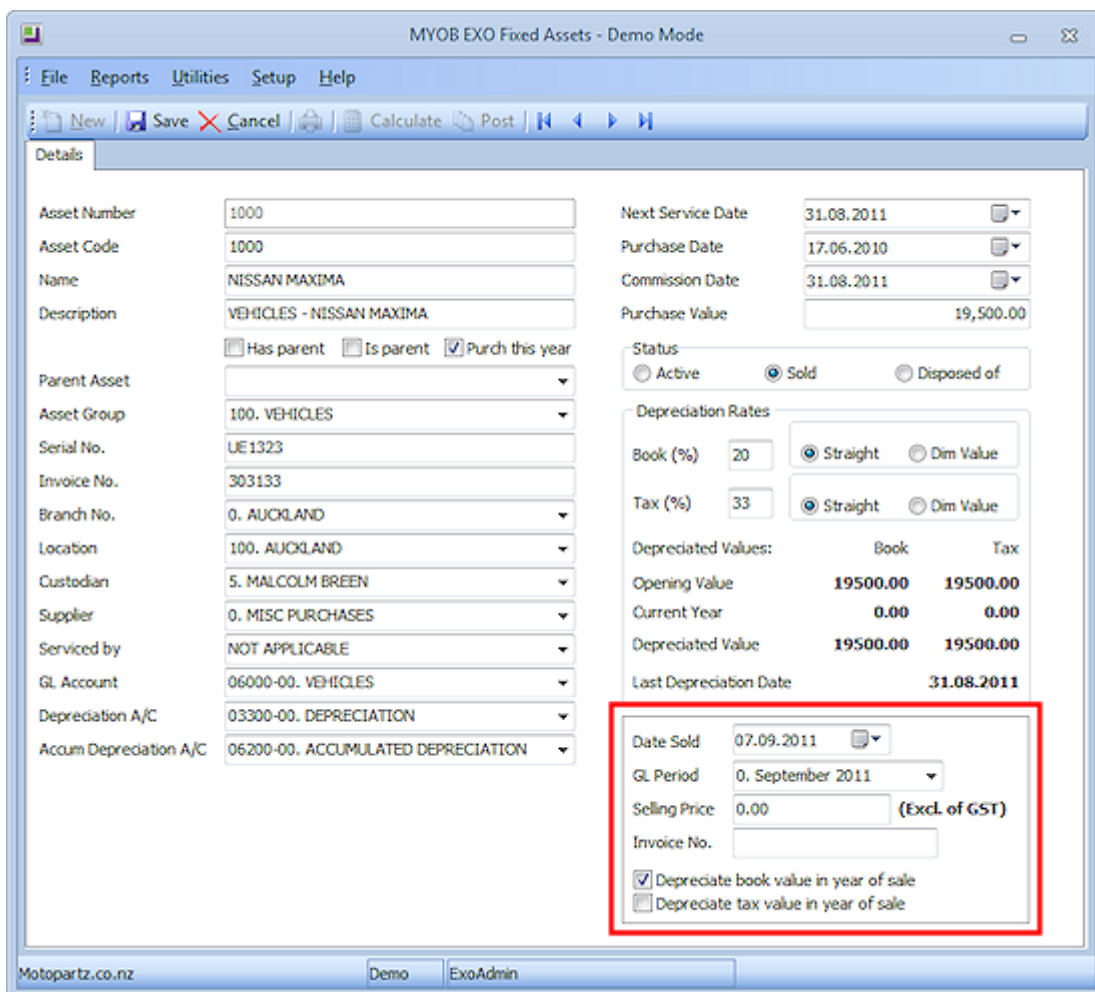 MYOB EXO Fixed Assets - Demo Mode
File Reports Utilities Setup Help
New Save Cancel Calculate Post
Details
Asset Number 1000
Asset Code 1000
Name NISSAN MAXIMA
Description VEHICLES - NISSAN MAXIMA
Has parent Is parent Purch this year
Parent Asset
Asset Group 100. VEHICLES
Serial No. UE1323
Invoice No. 303133
Branch No. 0. AUCKLAND
Location 100. AUCKLAND
Custodian 5. MALCOLM BREEN
Supplier 0. MISC PURCHASES
Serviced by NOT APPLICABLE
GL Account 06000-00. VEHICLES
Depreciation A/C 03300-00. DEPRECIATION
Accum Depreciation A/C 06200-00. ACCUMULATED DEPRECIATION
Next Service Date 31.08.2011
Purchase Date 17.06.2010
Commission Date 31.08.2011
Purchase Value 19,500.00
Status
Active Sold Disposed of
Depreciation Rates
Book (%) 20 Straight Dim Value
Tax (%) 33 Straight Dim Value
Depreciated Values: Book Tax
Opening Value 19500.00 19500.00
Current Year 0.00 0.00
Depreciated Value 19500.00 19500.00
Last Depreciation Date 31.08.2011
Date Sold 07.09.2011
GL Period 0. September 2011
Selling Price 0.00 (Excl. of GST)
Invoice No.
Depreciate book value in year of sale
Depreciate tax value in year of sale
Motopartz.co.nz Demo ExoAdmin